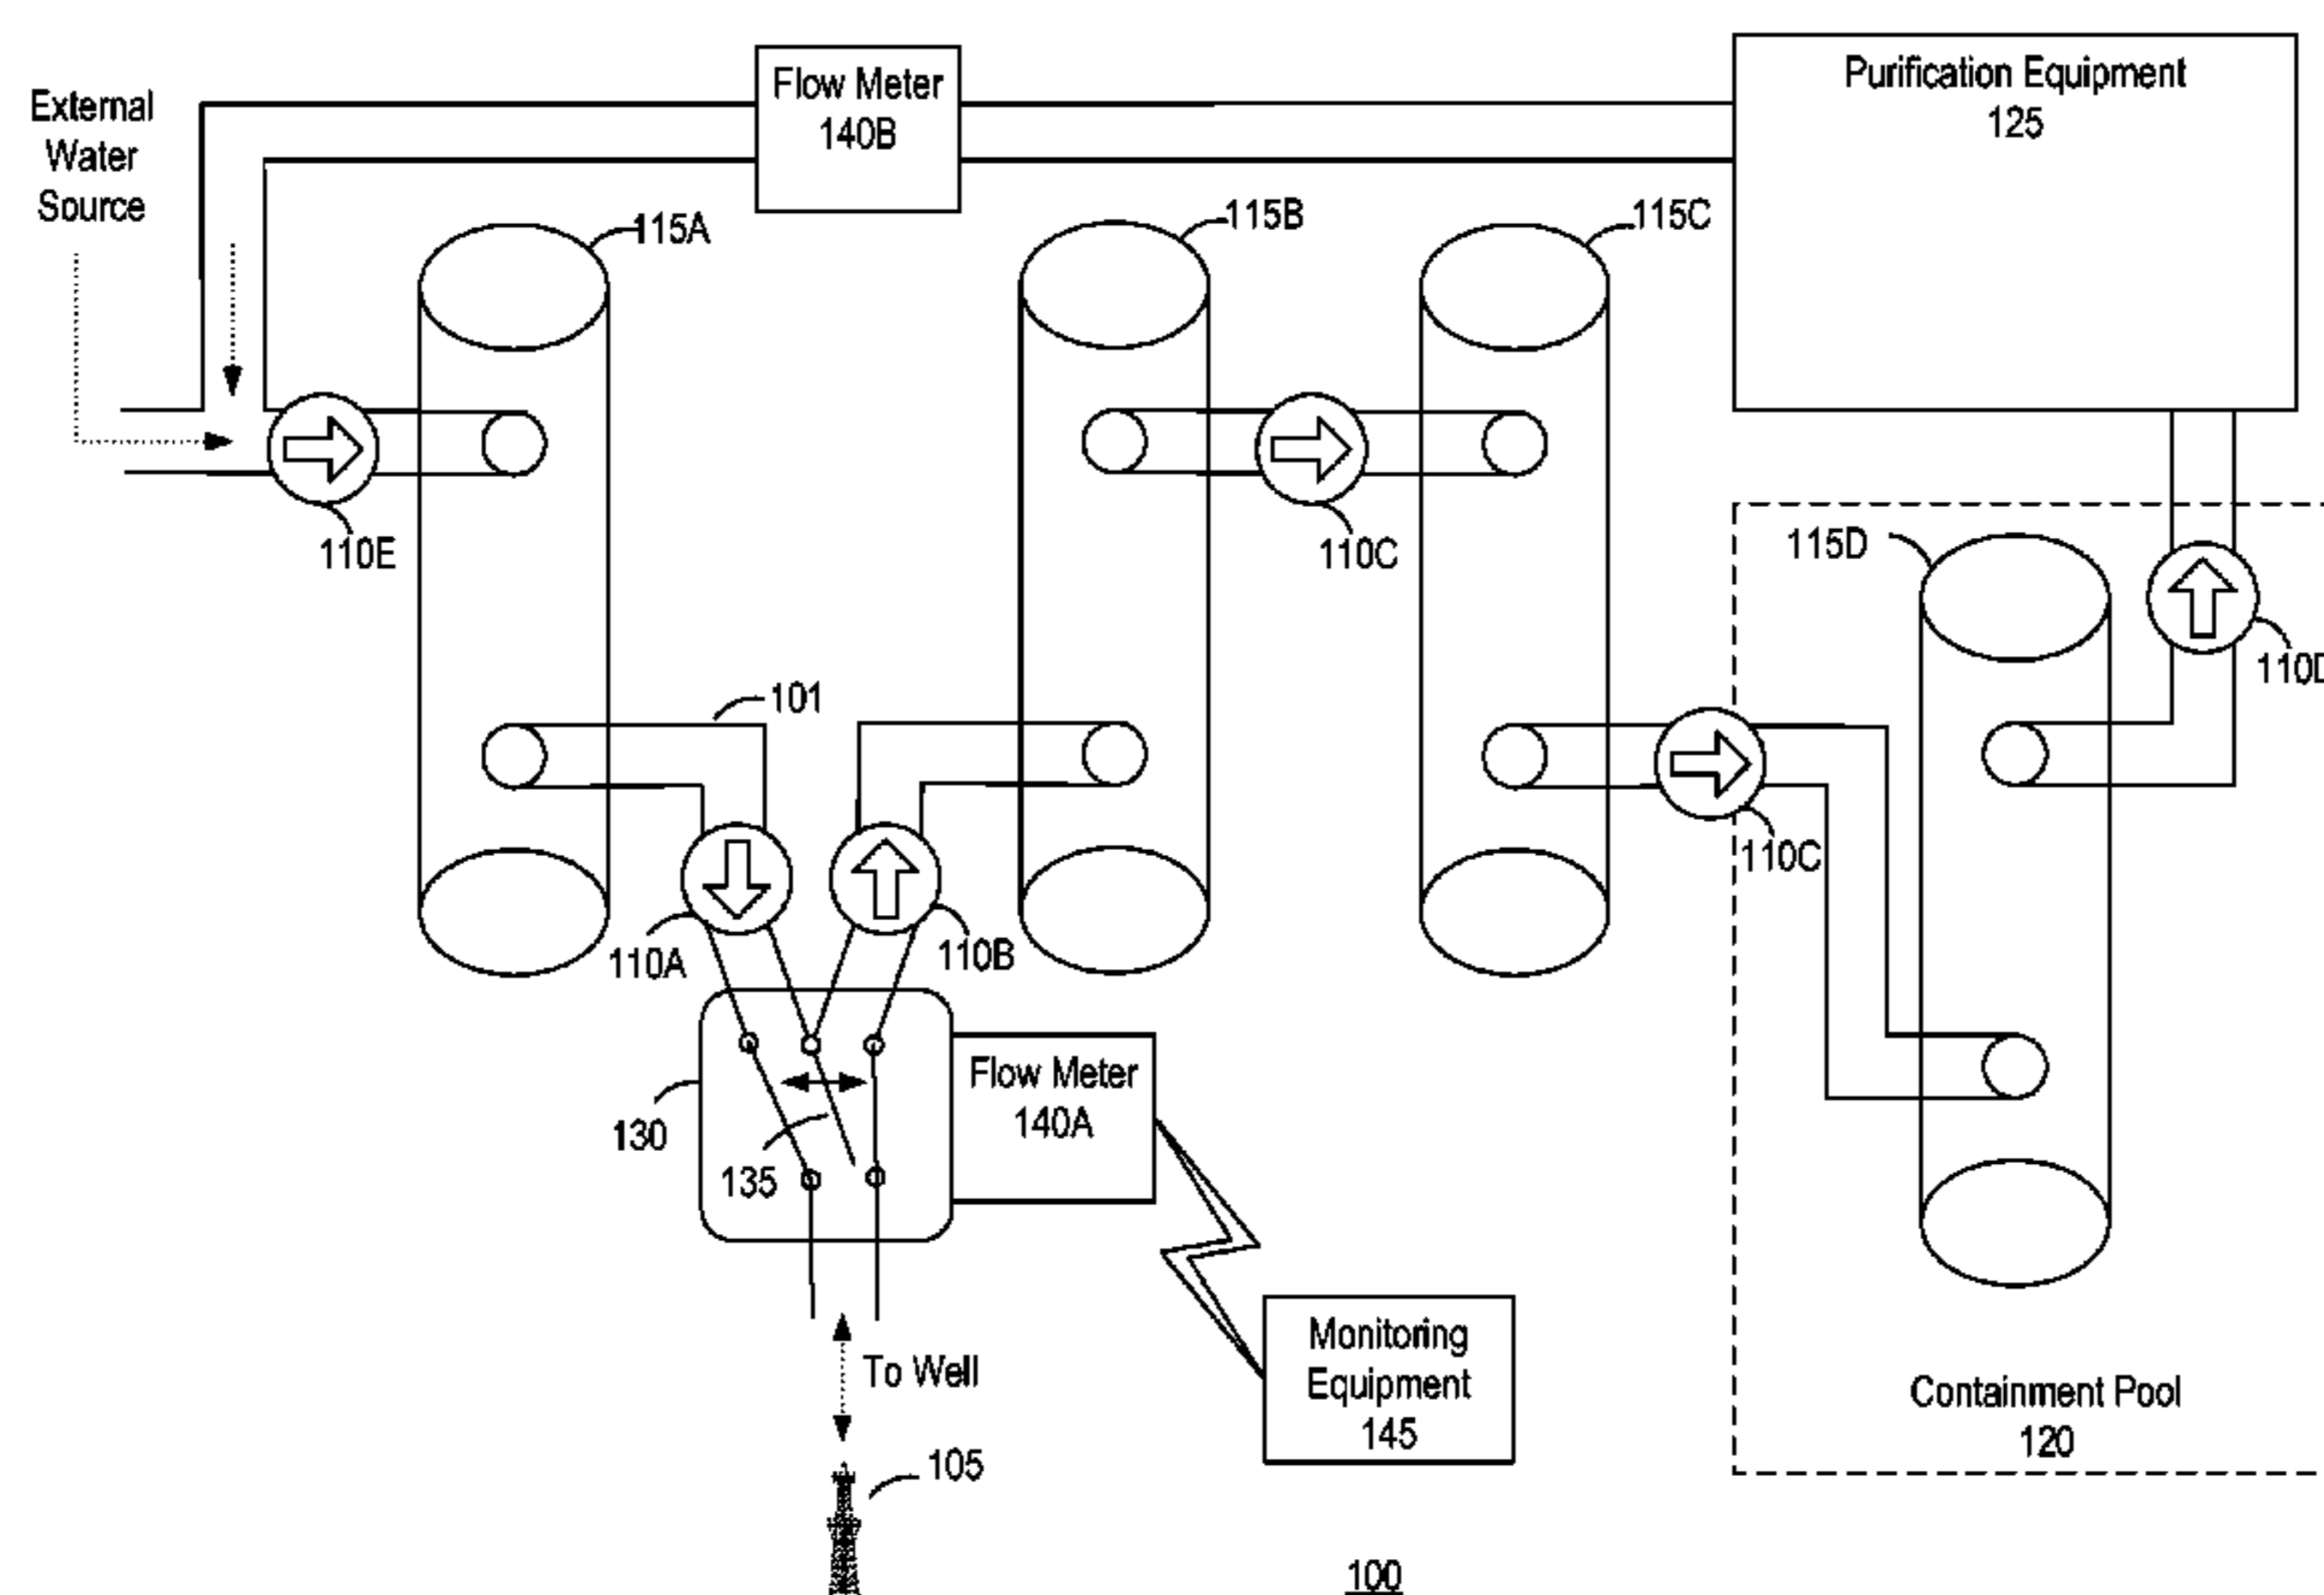 External
Water
Source
Flow Meter
140B
Purification Equipment
125
115A
115B
115C
110E
110C
115D
110D
101
110A
110B
110C
130
135
Flow Meter
140A
To Well
105
Monitoring
Equipment
145
Containment Pool
120
100